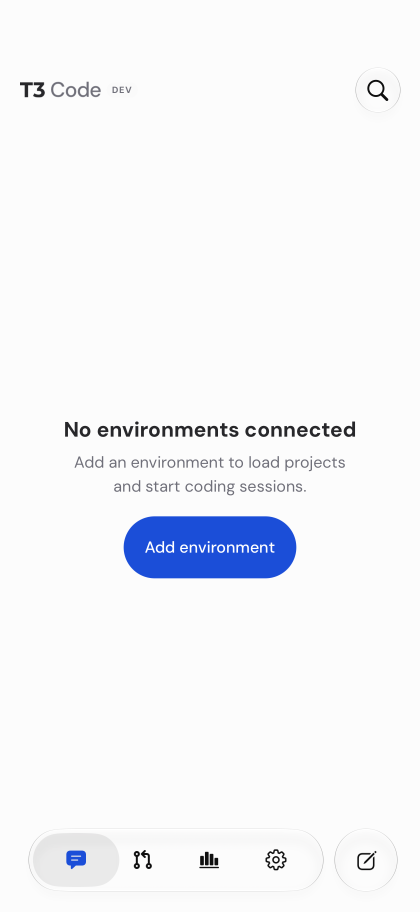 T3 Code DEV
No environments connected
Add an environment to load projects
and start coding sessions.
Add environment